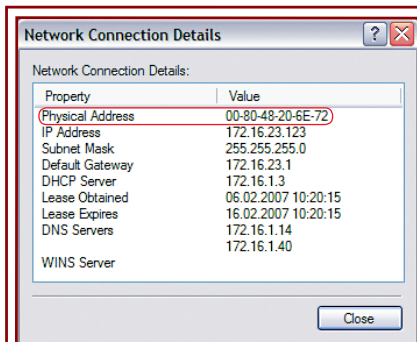 Network Connection Details
Network Connection Details:
Property Value
Physical Address 00-80-48-20-6E-72
IP Address 172.16.23.123
Subnet Mask 255.255.255.0
Default Gateway 172.16.23.1
DHCP Server 172.16.1.3
Lease Obtained 06.02.2007 10:20:15
Lease Expires 16.02.2007 10:20:15
DNS Servers 172.16.1.14
172.16.1.40
WINS Server
Close